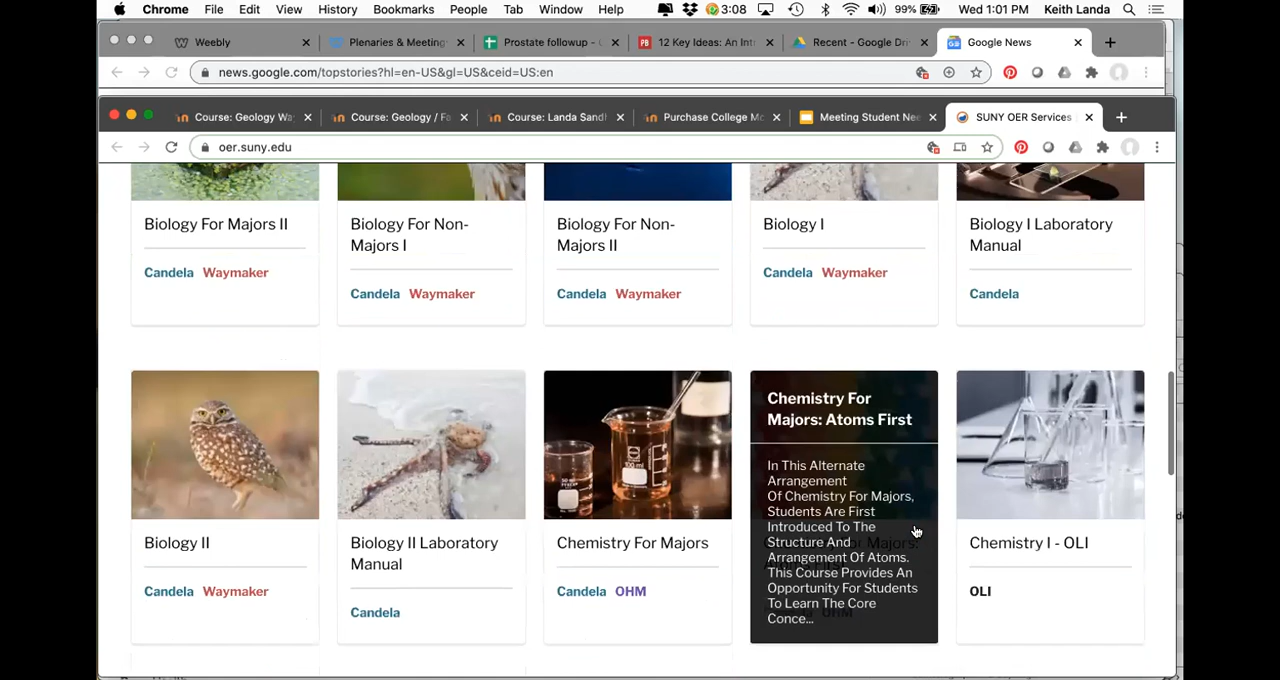 Chrome File Edit View History Bookmarks People Tab Window Help 3:08 99% Wed 1:01 PM Keith Landa
Weebly Plenaries & Meeting Prostate followup - 12 Key Ideas: An Int Recent - Google Dri Google News
news.google.com/topstories?hl=en-US&gl=US&ceid=US:en
Course: Geology Wa Course: Geology / Fa Course: Landa Sand Purchase College Mo Meeting Student Nee SUNY OER Services
oer.suny.edu
Biology For Majors II
Candela Waymaker
Biology For Non-
Majors I
Candela Waymaker
Biology For Non-
Majors II
Candela Waymaker
Biology I
Candela Waymaker
Biology I Laboratory
Manual
Candela
Biology II
Candela Waymaker
Biology II Laboratory
Manual
Candela
Chemistry For Majors
Candela OHM
Chemistry For
Majors: Atoms First
In This Alternate
Arrangement
Of Chemistry For Majors,
Students Are First
Introduced To The
Structure And
Arrangement Of Atoms.
This Course Provides An
Opportunity For Students
To Learn The Core
Conce...
Chemistry I - OLI
OLI